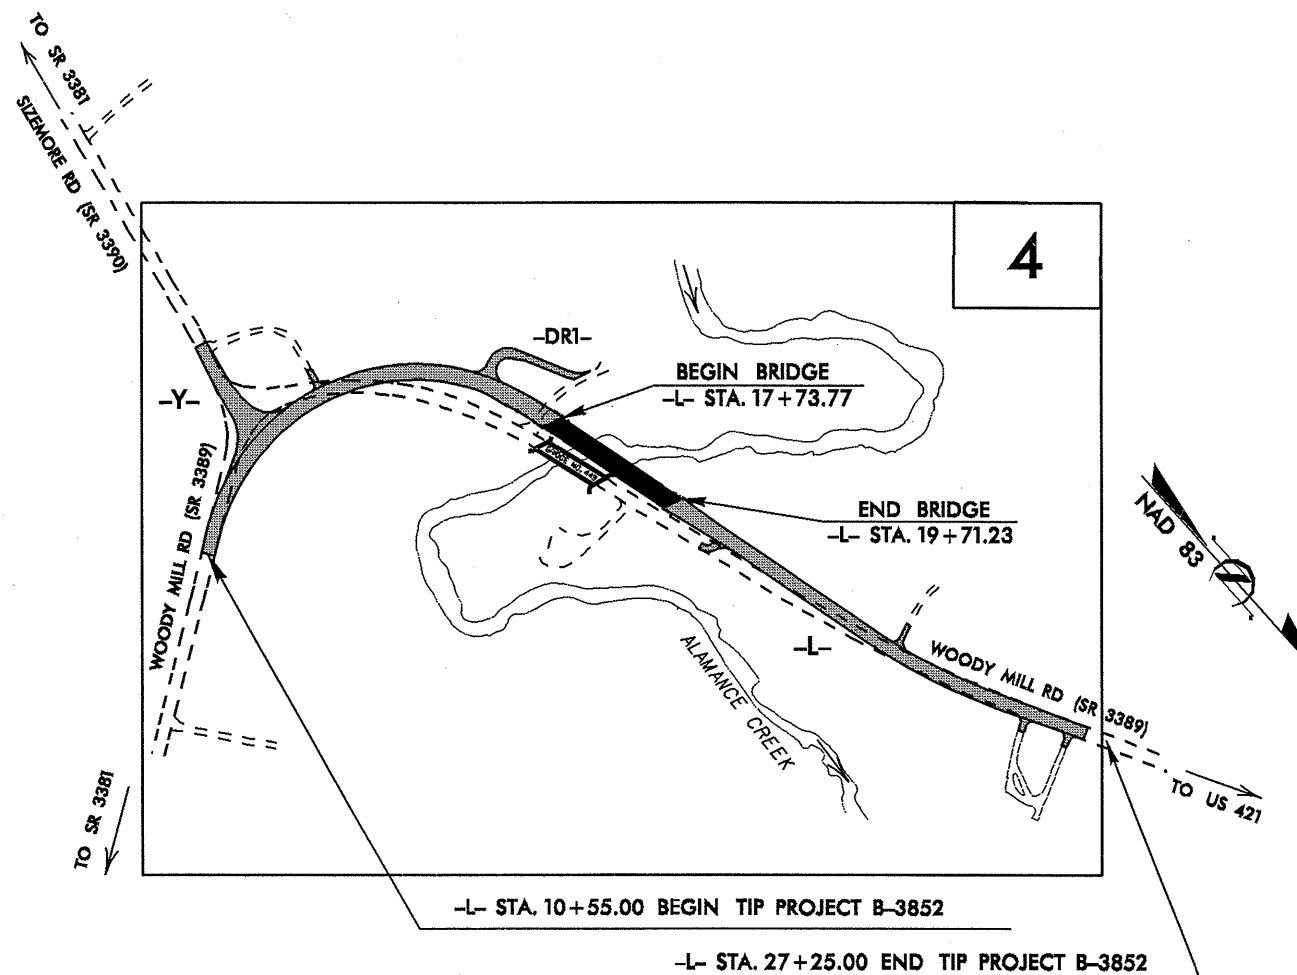 TO SR 3381
SIZEMORE RD (SR 3390)
4
-DR1-
BEGIN BRIDGE
-L- STA. 17+73.77
-Y-
WOODY MILL RD (SR 3389)
END BRIDGE
-L- STA. 19+71.23
NAD 83
-L-
WOODY MILL RD (SR 3389)
ALAMANCE CREEK
TO US 421
TO SR 3381
-L- STA. 10+55.00 BEGIN TIP PROJECT B-3852
-L- STA. 27+25.00 END TIP PROJECT B-3852